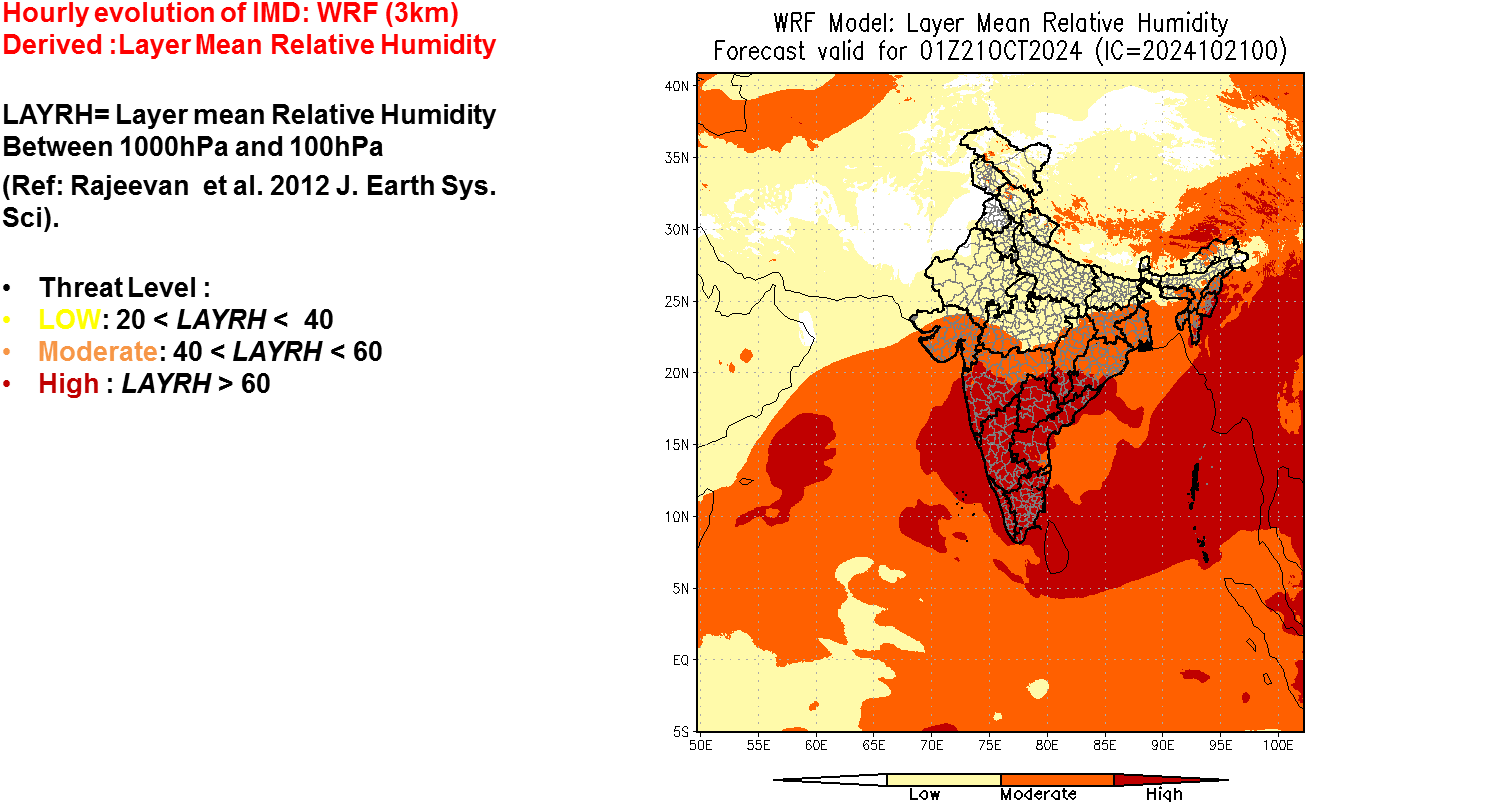 Hourly evolution of IMD: WRF (3km)
Derived :Layer Mean Relative Humidity
LAYRH= Layer mean Relative Humidity
Between 1000hPa and 100hPa
(Ref: Rajeevan et al. 2012 J. Earth Sys.
Sci).
• Threat Level :
• LOW: 20 < LAYRH < 40
• Moderate: 40 < LAYRH < 60
• High : LAYRH > 60
WRF Model: Layer Mean Relative Humidity
Forecast valid for 01Z21OCT2024 (IC=2024102100)
40N
35N
30N
25N
20N
15N
10N
5N
EQ
5S
50E 55E 60E 65E 70E 75E 80E 85E 90E 95E 100E
Low Moderate High